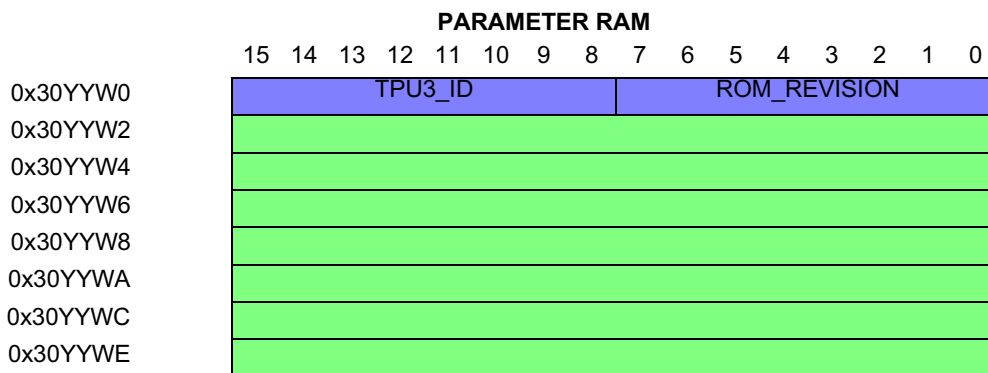 PARAMETER RAM
15 14 13 12 11 10 9 8 7 6 5 4 3 2 1 0
0x30YYW0 TPU3_ID ROM_REVISION
0x30YYW2
0x30YYW4
0x30YYW6
0x30YYW8
0x30YYWA
0x30YYWC
0x30YYWE